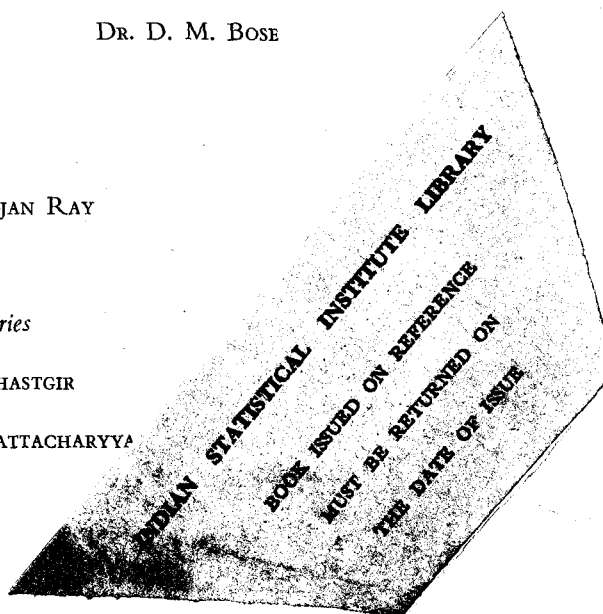 DR. D. M. BOSE
JAN RAY
ries
HASTGIR
ATTACHARYYA
INDIAN STATISTICAL INSTITUTE LIBRARY
BOOK ISSUED ON REFERENCE
MUST BE RETURNED ON
THE DATE OF ISSUE